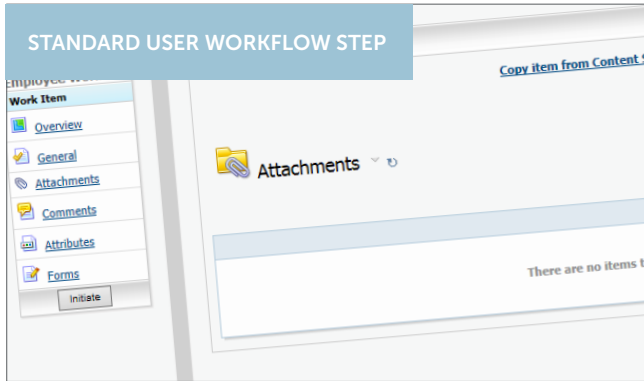 STANDARD USER WORKFLOW STEP
Copy item from Content
Employee
Work Item
Overview
General
Attachments
Comments
Attributes
Forms
Initiate
Attachments
There are no items